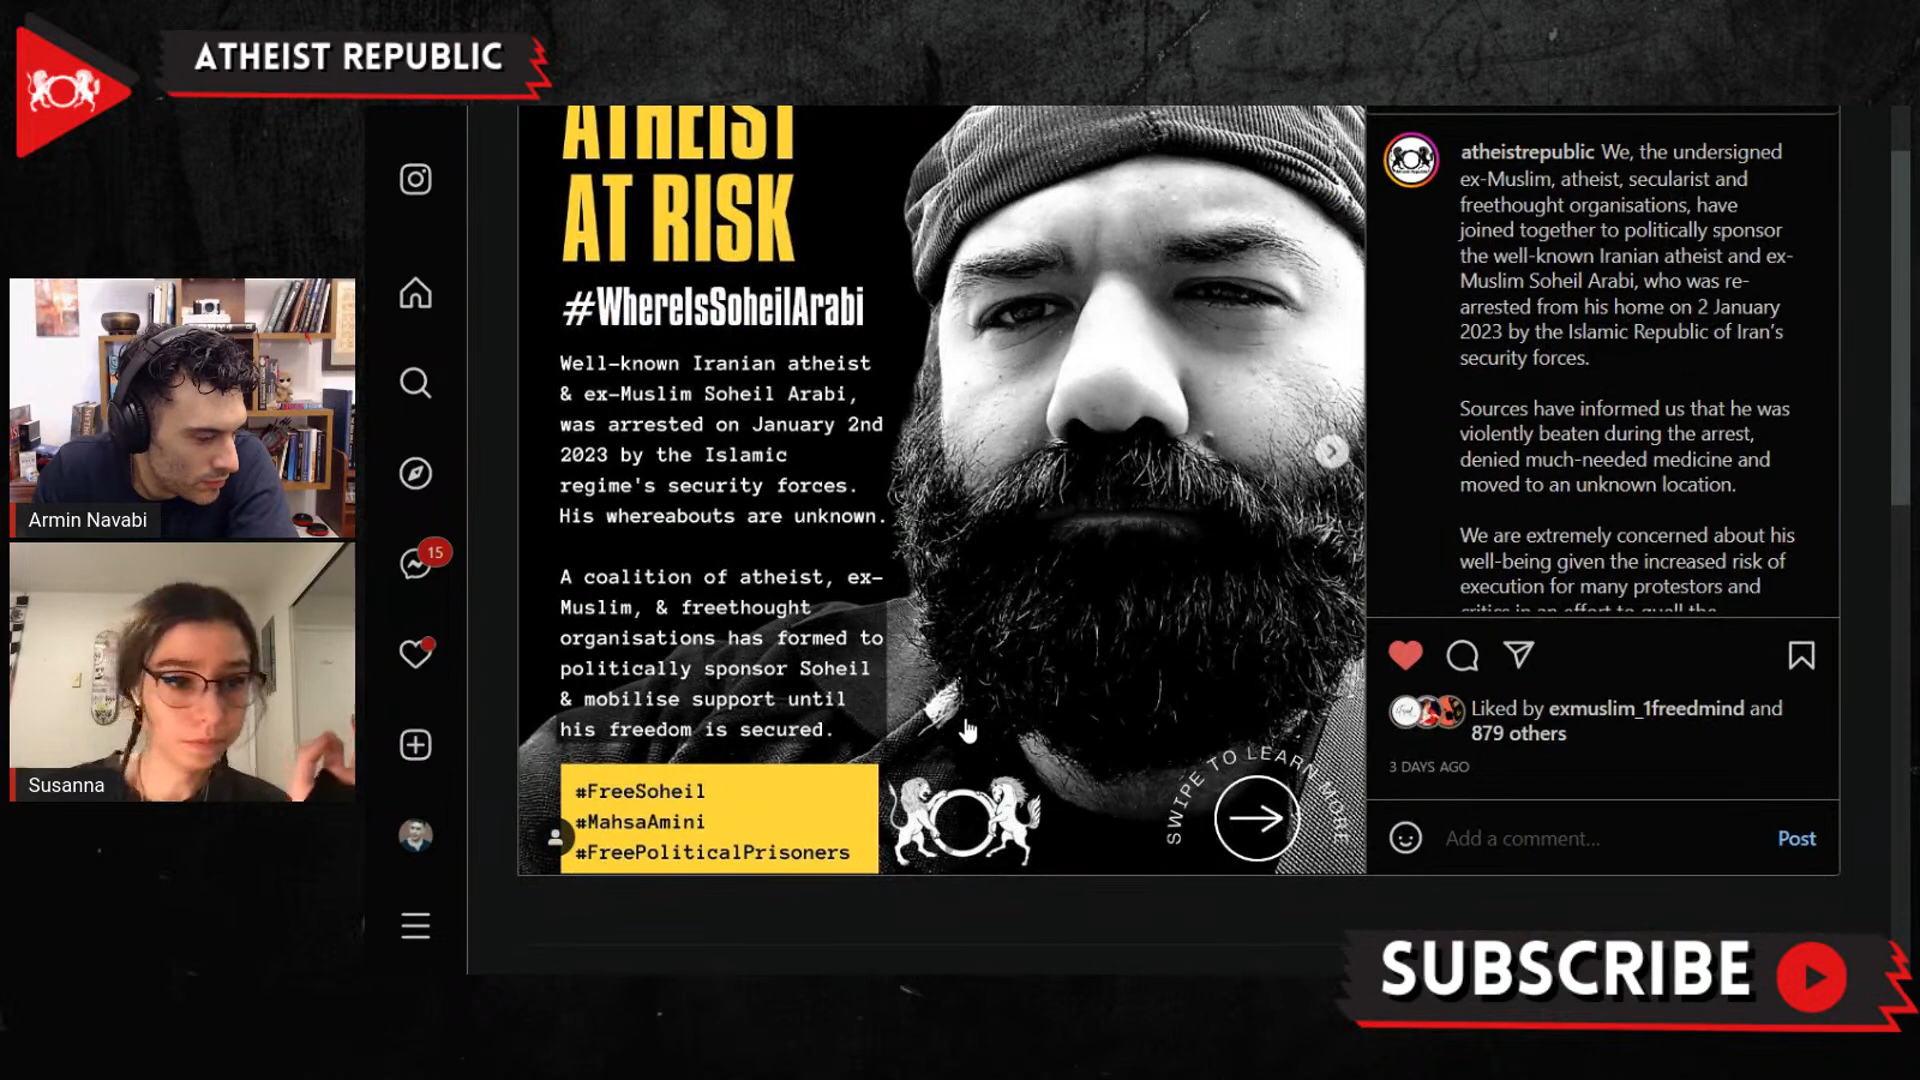 ATHEIST REPUBLIC
ATHEIST
AT RISK
#WhereIsSoheilArabi
Well-known Iranian atheist
& ex-Muslim Soheil Arabi,
was arrested on January 2nd
2023 by the Islamic
regime's security forces.
His whereabouts are unknown.
A coalition of atheist, ex-
Muslim, & freethought
organisations has formed to
politically sponsor Soheil
& mobilise support until
his freedom is secured.
#FreeSoheil
#MahsaAmini
#FreePoliticalPrisoners
SWIPE TO LEARN MORE
atheistrepublic We, the undersigned
ex-Muslim, atheist, secularist and
freethought organisations, have
joined together to politically sponsor
the well-known Iranian atheist and ex-
Muslim Soheil Arabi, who was re-
arrested from his home on 2 January
2023 by the Islamic Republic of Iran's
security forces.
Sources have informed us that he was
violently beaten during the arrest,
denied much-needed medicine and
moved to an unknown location.
We are extremely concerned about his
well-being given the increased risk of
execution for many protestors and
critics in an effort to quell the
Liked by exmuslim_1freedmind and
879 others
3 DAYS AGO
Add a comment...
Post
15
Armin Navabi
Susanna
SUBSCRIBE